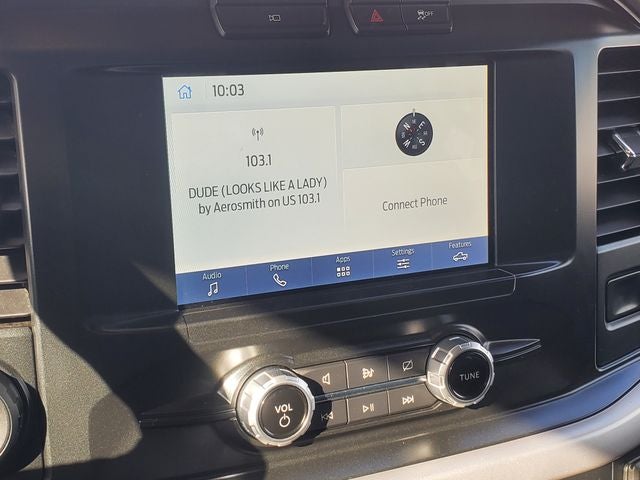 OFF
10:03
103.1
DUDE (LOOKS LIKE A LADY)
by Aerosmith on US 103.1
N
E
S
W
Connect Phone
Audio
Phone
Apps
Settings
Features
VOL
TUNE